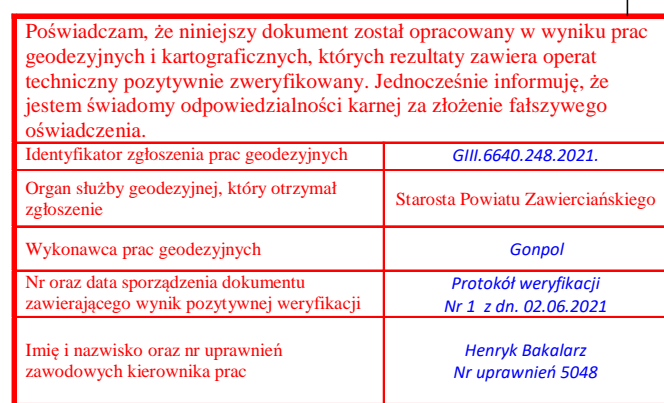 Poświadczam, że niniejszy dokument został opracowany w wyniku prac
geodezyjnych i kartograficznych, których rezultaty zawiera operat
techniczny pozytywnie zweryfikowany. Jednocześnie informuję, że
jestem świadomy odpowiedzialności karnej za złożenie fałszywego
oświadczenia.
Identyfikator zgłoszenia prac geodezyjnych
GIII.6640.248.2021.
Organ służby geodezyjnej, który otrzymał
zgłoszenie
Starosta Powiatu Zawierciańskiego
Wykonawca prac geodezyjnych
Gonpol
Nr oraz data sporządzenia dokumentu
zawierającego wynik pozytywnej weryfikacji
Protokół weryfikacji
Nr 1 z dn. 02.06.2021
Imię i nazwisko oraz nr uprawnień
zawodowych kierownika prac
Henryk Bakalarz
Nr uprawnień 5048